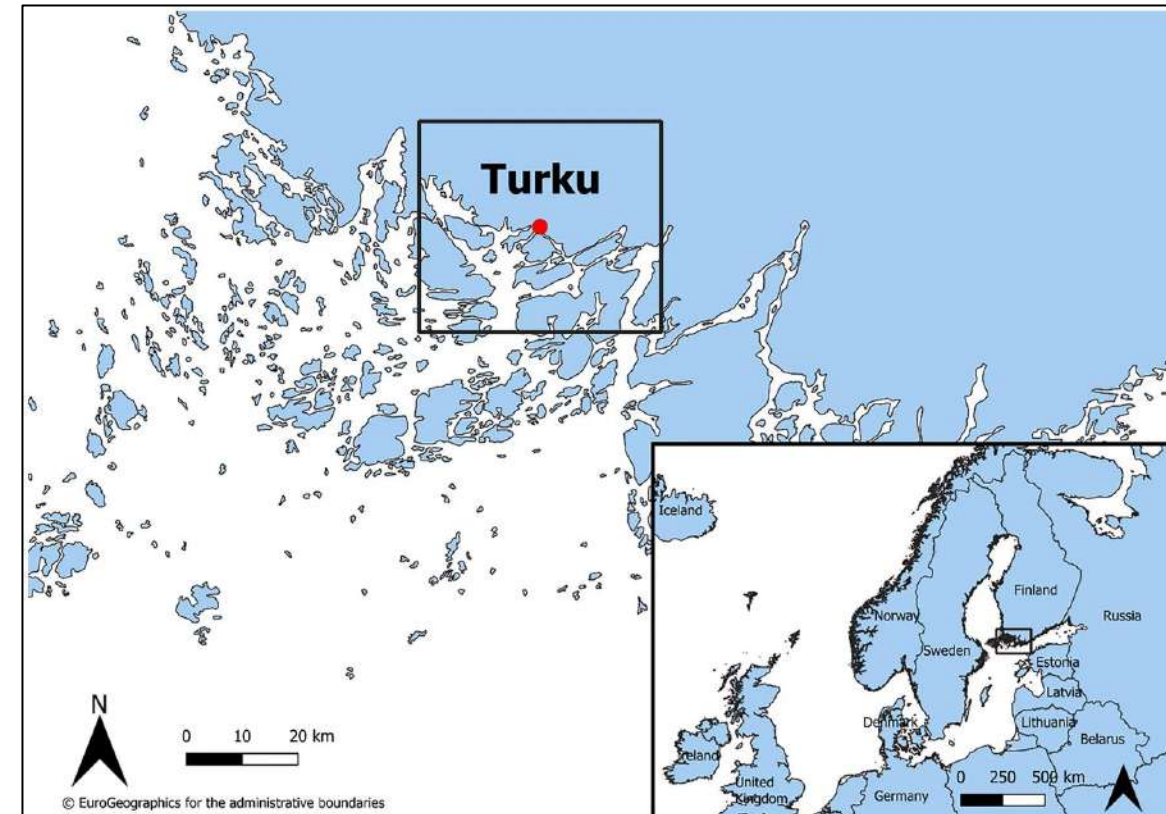 Turku
N
0 10 20 km
© EuroGeographics for the administrative boundaries
Iceland
Finland
Norway
Russia
Sweden
Estonia
Latvia
Denmark
Lithuania
Belarus
Ireland
United
Kingdom
Germany
0 250 500 km